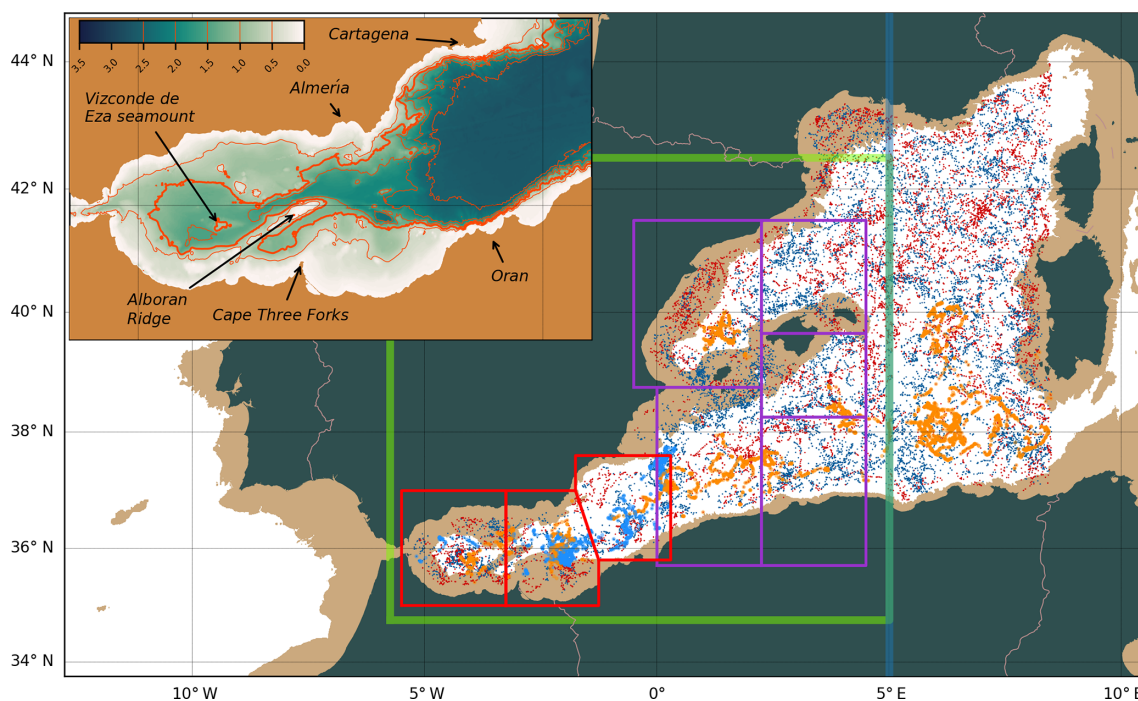 Cartagena
3.5 3.0 2.5 2.0 1.5 1.0 0.5 0.0
Almería
Vizconde de
Eza seamount
Oran
Alboran
Ridge
Cape Three Forks
44° N
42° N
40° N
38° N
36° N
34° N
10° W 5° W 0° 5° E 10° E